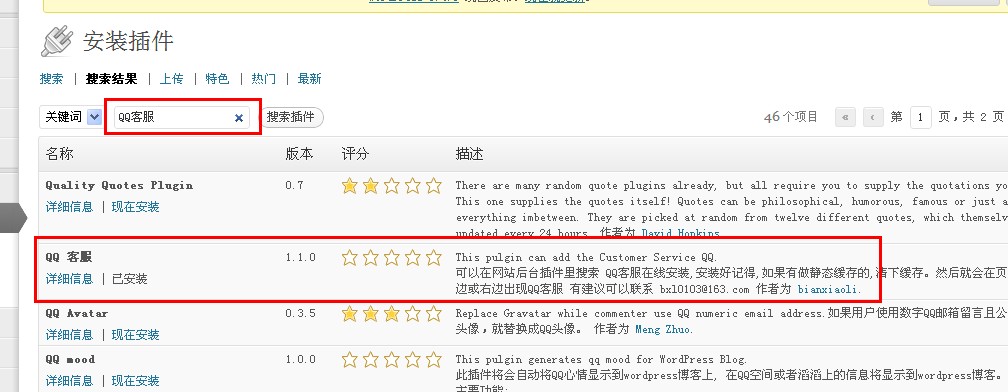 安装插件
搜索 | 搜索结果 | 上传 | 特色 | 热门 | 最新
关键词 QQ客服 × 搜索插件 46 个项目 « ‹ 第 1 页,共 2 页
名称 版本 评分 描述
Quality Quotes Plugin 0.7 There are many random quote plugins already, but all require you to supply the quotations yo
详细信息 | 现在安装 This one supplies the quotes itself! Quotes can be philosophical, humorous, famous or just a
everything imbetween. They are picked at random from twelve different quotes, which themselv
updated every 24 hours. 作者为 David Hopkins.
QQ 客服 1.1.0 This pulgin can add the Customer Service QQ.
详细信息 | 已安装 可以在网站后台插件里搜索 QQ客服在线安装,安装好记得,如果有做静态缓存的,清下缓存。然后就会在页
边或右边出现QQ客服 有建议可以联系 bxl0103@163.com 作者为 bianxiaoli.
QQ Avatar 0.3.5 Replace Gravatar while commenter use QQ numeric email address.如果用户使用数字QQ邮箱留言且公
详细信息 | 现在安装 头像，就替换成QQ头像。 作者为 Meng Zhuo.
QQ mood 1.0.0 This pulgin generates qq mood for WordPress Blog.
详细信息 | 现在安装 此插件将会自动将QQ心情显示到wordpress博客上, 在QQ空间或者滔滔上的信息将显示到wordpress博客。
主要功能: